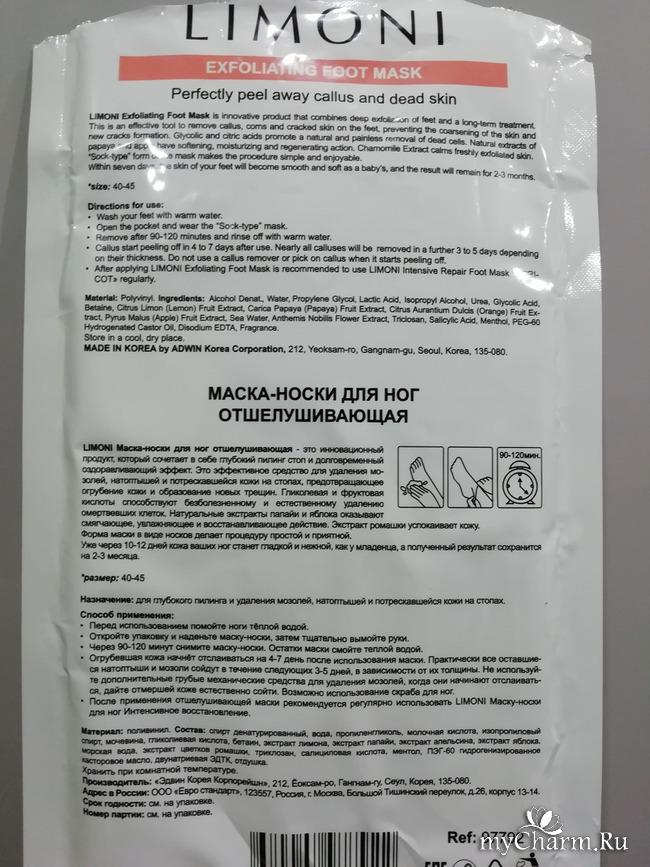 LIMONI
EXFOLIATING FOOT MASK
Perfectly peel away callus and dead skin
LIMONI Exfoliating Foot Mask is innovative product that combines deep exfoliation of feet and a long-term treatment.
This is an effective tool to remove callus, corns and cracked skin on the feet, preventing the coarsening of the skin and
new cracks formation. Glycolic and citric acids promote a natural and painless removal of dead cells. Natural extracts of
papaya and apple have softening, moisturizing and regenerating action. Chamomile Extract calms freshly exfoliated skin.
"Sock-type" form of the mask makes the procedure simple and enjoyable.
Within seven days the skin of your feet will become smooth and soft as a baby's, and the result will remain for 2-3 months.
*size: 40-45
Directions for use:
• Wash your feet with warm water.
• Open the pocket and wear the "Sock-type" mask.
• Remove after 90-120 minutes and rinse off with warm water.
• Callus start peeling off in 4 to 7 days after use. Nearly all calluses will be removed in a further 3 to 5 days depending
on their thickness. Do not use a callus remover or pick on callus when it starts peeling off.
• After applying LIMONI Exfoliating Foot Mask is recommended to use LIMONI Intensive Repair Foot Mask
COT» regularly.
Material: Polyvinyl. Ingredients: Alcohol Denat., Water, Propylene Glycol, Lactic Acid, Isopropyl Alcohol, Urea, Glycolic Acid,
Betaine, Citrus Limon (Lemon) Fruit Extract, Carica Papaya (Papaya) Fruit Extract, Citrus Aurantium Dulcis (Orange) Fruit Ex-
tract, Pyrus Malus (Apple) Fruit Extract, Sea Water, Anthemis Nobilis Flower Extract, Triclosan, Salicylic Acid, Menthol, PEG-60
Hydrogenated Castor Oil, Disodium EDTA, Fragrance.
Store in a cool, dry place.
MADE IN KOREA by ADWIN Korea Corporation, 212, Yeoksam-ro, Gangnam-gu, Seoul, Korea, 135-080.
МАСКА-НОСКИ ДЛЯ НОГ
ОТШЕЛУШИВАЮЩАЯ
LIMONI Маска-носки для ног отшелушивающая - это инновационный
продукт, который сочетает в себе глубокий пилинг стоп и долговременный
оздоравливающий эффект. Это эффективное средство для удаления мо-
золей, натоптышей и потрескавшейся кожи на стопах, предотвращающее
огрубение кожи и образование новых трещин. Гликолевая и фруктовая
кислоты способствуют безболезненному и естественному удалению
омертвевших клеток. Натуральные экстракты папайи и яблока оказывают
смягчающее, увлажняющее и восстанавливающее действие. Экстракт ромашки успокаивает кожу.
Форма маски в виде носков делает процедуру простой и приятной.
Уже через 10-12 дней кожа ваших ног станет гладкой и нежной, как у младенца, а полученный результат сохранится
на 2-3 месяца.
90-120мин.
*размер: 40-45
Назначение: для глубокого пилинга и удаления мозолей, натоптышей и потрескавшейся кожи на стопах.
Способ применения:
• Перед использованием помойте ноги тёплой водой.
• Откройте упаковку и наденьте маску-носки, затем тщательно вымойте руки.
• Через 90-120 минут снимите маску-носки. Остатки маски смойте теплой водой.
• Огрубевшая кожа начнёт отслаиваться на 4-7 день после использования маски. Практически все оставшие-
ся натоптыши и мозоли сойдут в течение следующих 3-5 дней, в зависимости от их толщины. Не используй-
те дополнительные грубые механические средства для удаления мозолей, когда они начинают отслаивать-
ся, дайте отмершей коже естественно сойти. Возможно использование скраба для ног.
• После применения отшелушивающей маски рекомендуется регулярно использовать LIMONI Маску-носки
для ног Интенсивное восстановление.
Материал: поливинил. Состав: спирт денатурированный, вода, пропиленгликоль, молочная кислота, изопропиловый
спирт, мочевина, гликолиевая кислота, бетаин, экстракт лимона, экстракт папайи, экстракт апельсина, экстракт яблока,
морская вода, экстракт цветков ромашки, триклозан, салициловая кислота, ментол, ПЭГ-60 гидрогенизированное
касторовое масло, двунатриевая ЭДТК, отдушка.
Хранить при комнатной температуре.
Производитель: «Эдвин Корея Корпорейшн», 212, Ёоксам-ро, Гангнам-гу, Сеул, Корея, 135-080.
Адрес в России: ООО «Евро стандарт», 123557, Россия, г. Москва, Большой Тишинский переулок, д.26, корпус 13-14.
Срок годности: см. на упаковке.
Номер партии: см. на упаковке.
Ref: 97792
myCharm.Ru